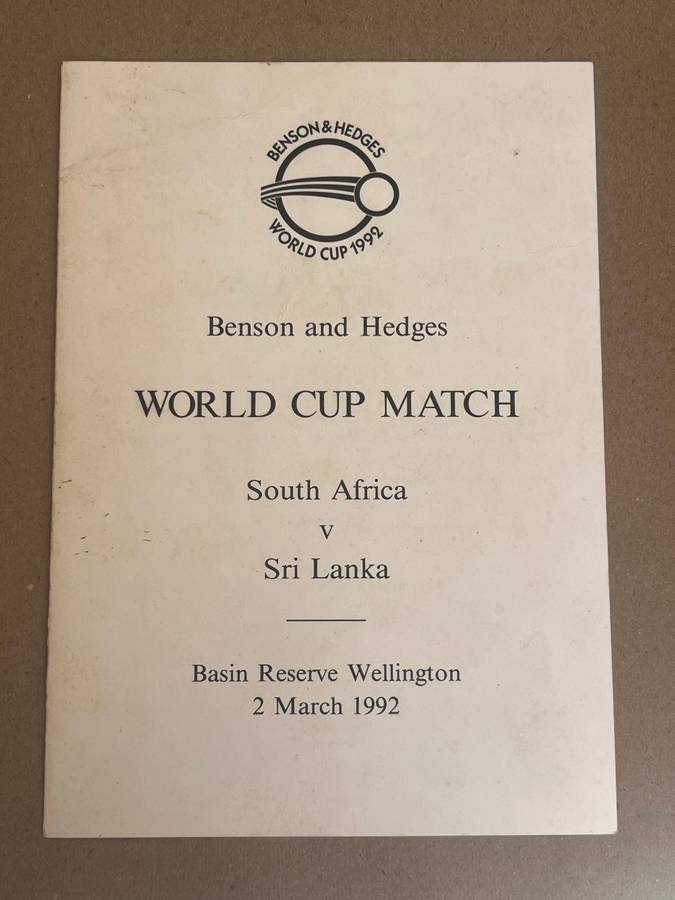 BENSON & HEDGES
WORLD CUP 1992
Benson and Hedges
WORLD CUP MATCH
South Africa
v
Sri Lanka
Basin Reserve Wellington
2 March 1992